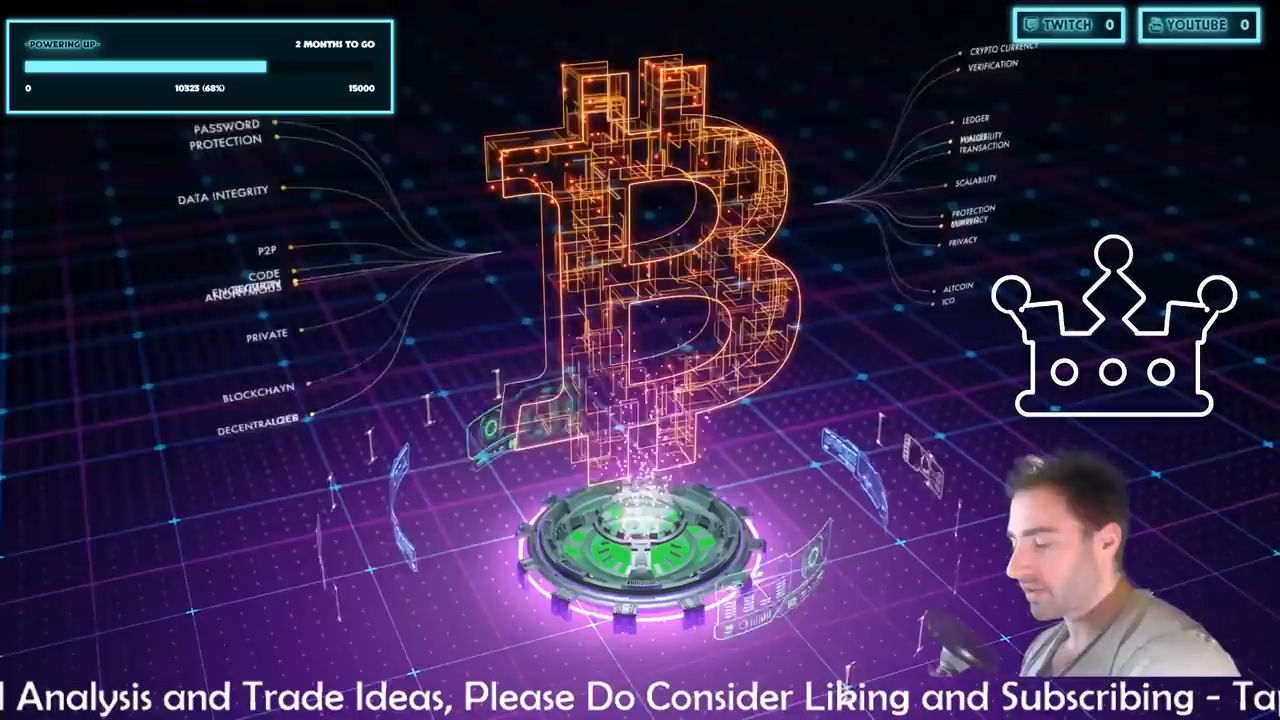 -POWERING UP-
2 MONTHS TO GO
0
10323 (68%)
15000
TWITCH 0
YOUTUBE 0
PASSWORD
PROTECTION
DATA INTEGRITY
P2P
CODE
ANONYMOUS
PRIVATE
BLOCKCHAYN
CRYPTO CURRENCY
VERIFICATION
LEDGER
TRANSACTION
SCALABILITY
PROTECTION
PRIVACY
ALTCOIN
ICO
Analysis and Trade Ideas, Please Do Consider Liking and Subscribing -